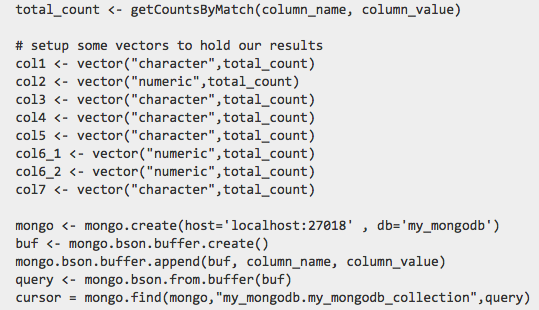 total_count <- getCountsByMatch(column_name, column_value)
# setup some vectors to hold our results
col1 <- vector("character",total_count)
col2 <- vector("numeric",total_count)
col3 <- vector("character",total_count)
col4 <- vector("character",total_count)
col5 <- vector("character",total_count)
col6_1 <- vector("numeric",total_count)
col6_2 <- vector("numeric",total_count)
col7 <- vector("character",total_count)
mongo <- mongo.create(host='localhost:27018' , db='my_mongodb')
buf <- mongo.bson.buffer.create()
mongo.bson.buffer.append(buf, column_name, column_value)
query <- mongo.bson.from.buffer(buf)
cursor = mongo.find(mongo,"my_mongodb.my_mongodb_collection",query)